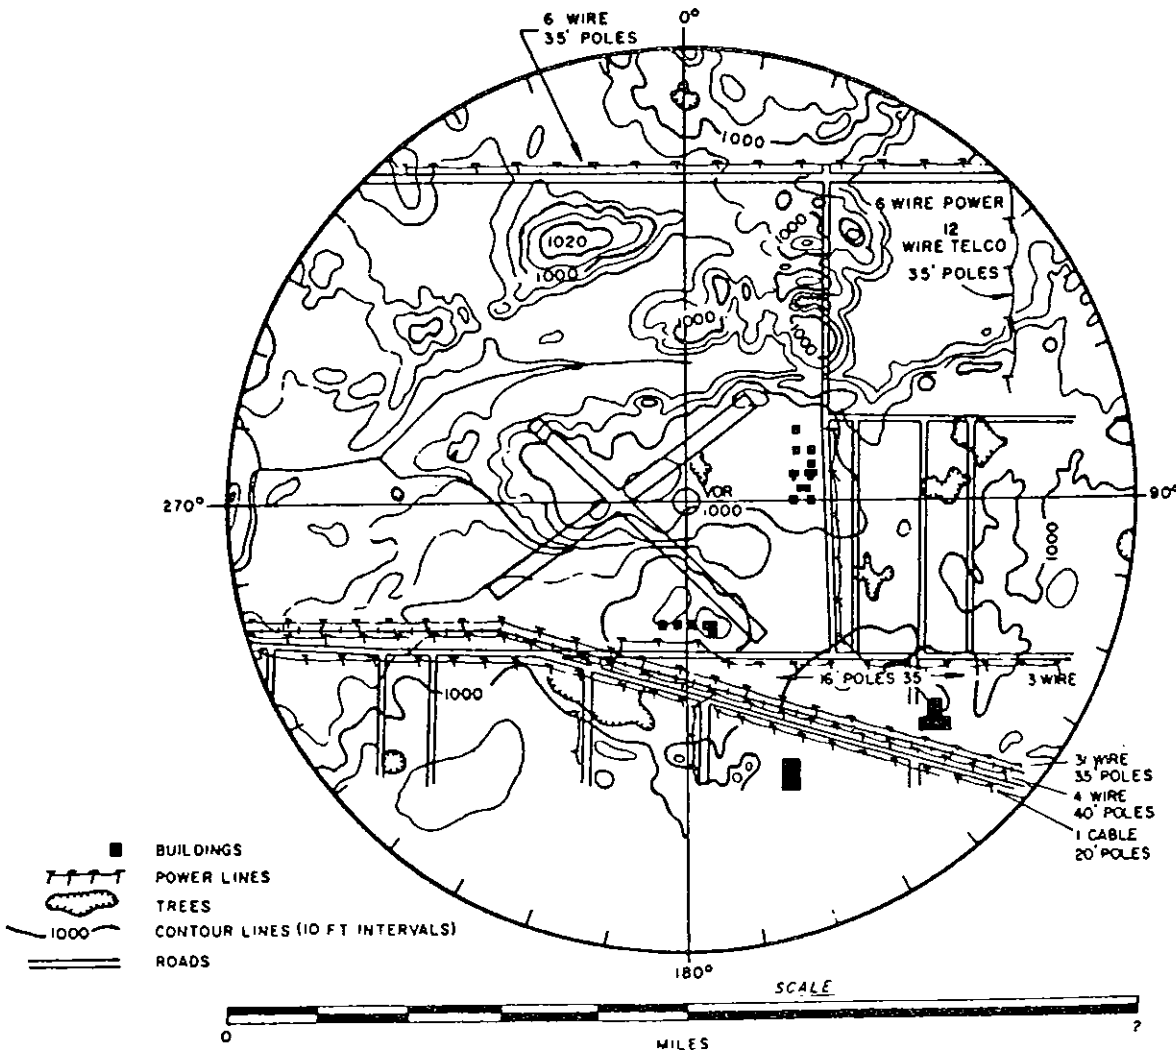 6 WIRE
35' POLES
0°
1000
6 WIRE POWER
12
WIRE TELCO
35' POLES
1000
1020
1000
1000
1000
VOR
1000
270°
90°
1000
1000
16' POLES 35'
3 WIRE
3 WIRE
35' POLES
4 WIRE
40' POLES
1 CABLE
20' POLES
BUILDINGS
POWER LINES
TREES
1000
CONTOUR LINES (10 FT INTERVALS)
ROADS
180°
SCALE
0
MILES